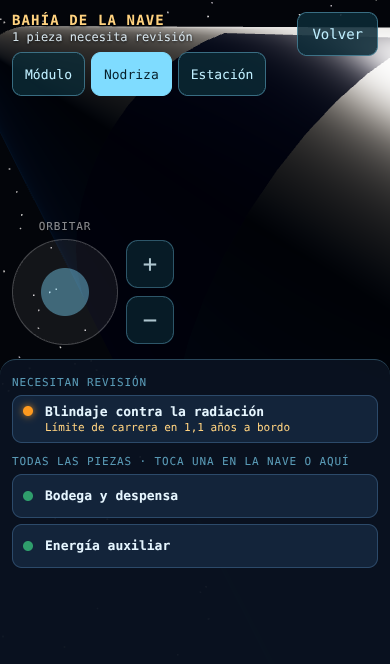 BAHÍA DE LA NAVE
1 pieza necesita revisión
Volver
Módulo
Nodriza
Estación
ORBITAR
+
−
NECESITAN REVISIÓN
Blindaje contra la radiación
Límite de carrera en 1,1 años a bordo
TODAS LAS PIEZAS · TOCA UNA EN LA NAVE O AQUÍ
Bodega y despensa
Energía auxiliar